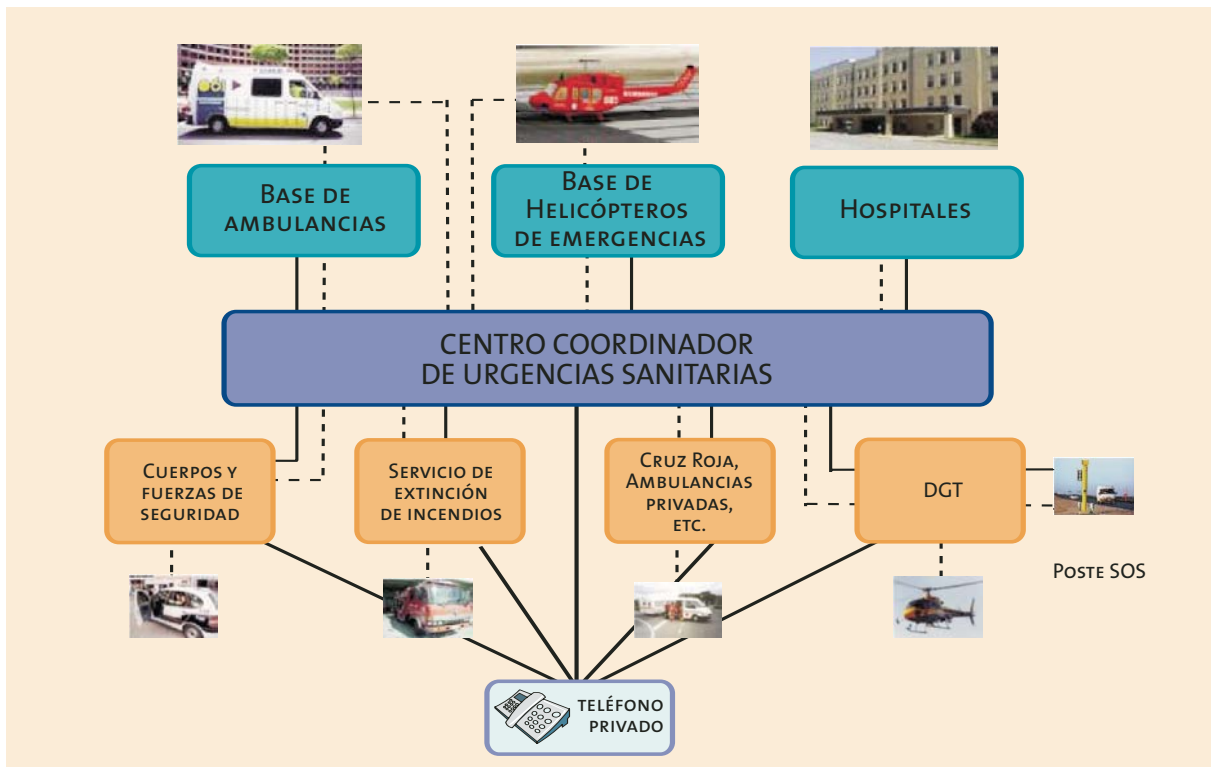 BASE DE
AMBULANCIAS
BASE DE
HELICÓPTEROS
DE EMERGENCIAS
HOSPITALES
CENTRO COORDINADOR
DE URGENCIAS SANITARIAS
CUERPOS Y
FUERZAS DE
SEGURIDAD
SERVICIO DE
EXTINCIÓN
DE INCENDIOS
CRUZ ROJA,
AMBULANCIAS
PRIVADAS,
ETC.
DGT
POSTE SOS
TELÉFONO
PRIVADO